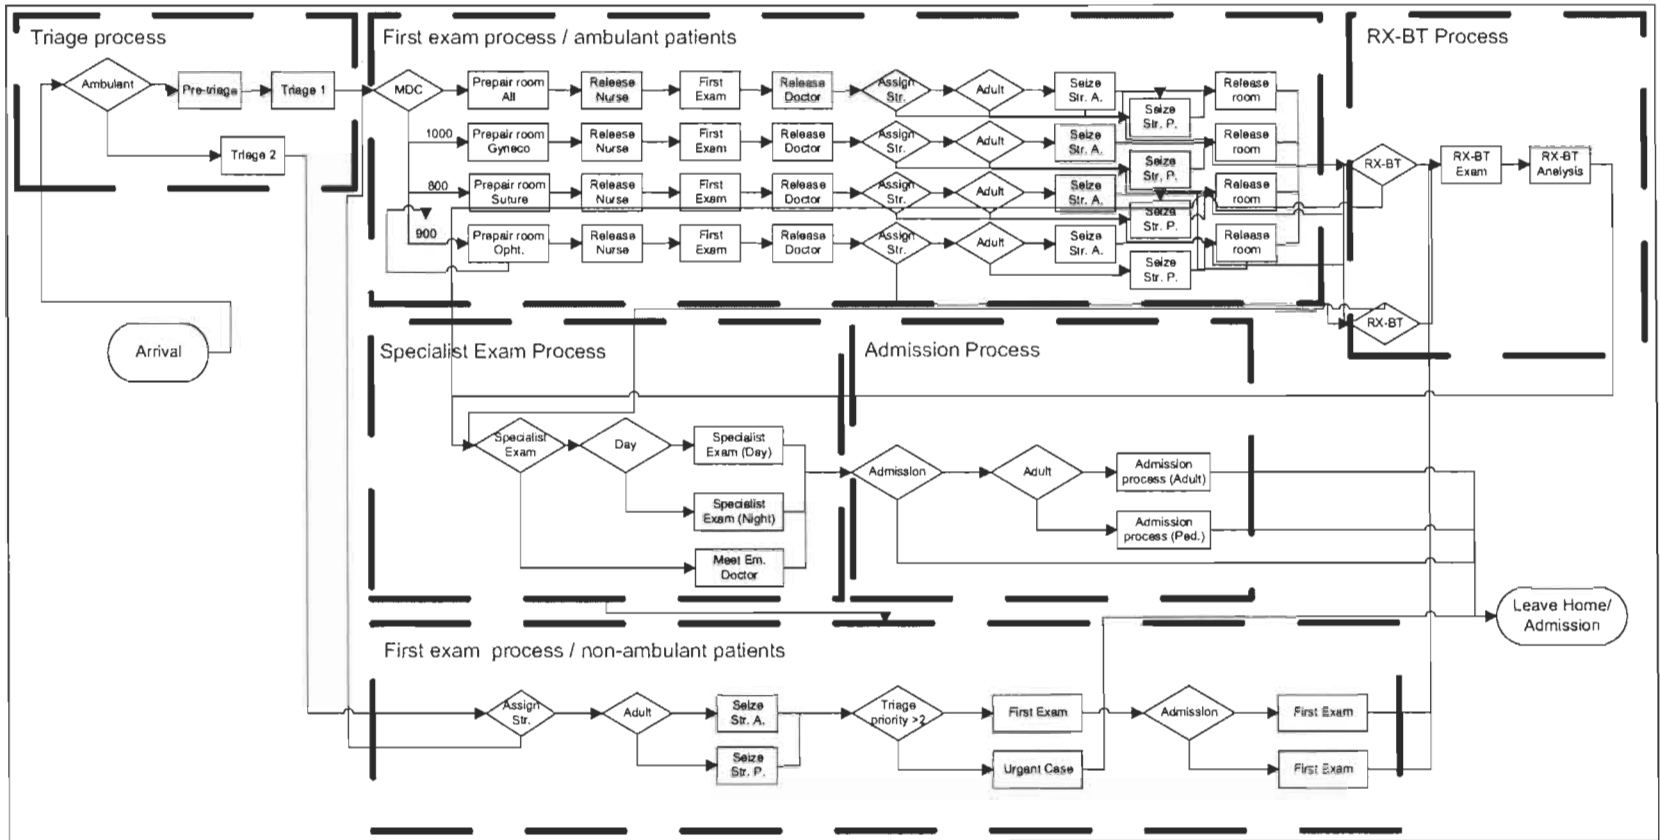 Triage process
First exam process / ambulant patients
RX-BT Process
Ambulant
Pre-triage
Triage 1
Triage 2
MDC
Prepair room
All
Release
Nurse
First
Exam
Release
Doctor
Assign
Str.
Adult
Seize
Str. A.
Seize
Str. P.
Release
room
1000
Prepair room
Gyneco
Release
Nurse
First
Exam
Release
Doctor
Assign
Str.
Adult
Seize
Str. A.
Seize
Str. P.
Release
room
800
Prepair room
Suture
Release
Nurse
First
Exam
Release
Doctor
Assign
Str.
Adult
Seize
Str. A.
Seize
Str. P.
Release
room
900
Prepair room
Opht.
Release
Nurse
First
Exam
Release
Doctor
Assign
Str.
Adult
Seize
Str. A.
Seize
Str. P.
Release
room
RX-BT
RX-BT
Exam
RX-BT
Analysis
RX-BT
Arrival
Specialist Exam Process
Admission Process
Specialist
Exam
Day
Specialist
Exam (Day)
Specialist
Exam (Night)
Meet Em.
Doctor
Admission
Adult
Admission
process (Adult)
Admission
process (Ped.)
Leave Home/
Admission
First exam process / non-ambulant patients
Assign
Str.
Adult
Seize
Str. A.
Seize
Str. P.
Triage
priority >2
First Exam
Urgent Case
Admission
First Exam
First Exam